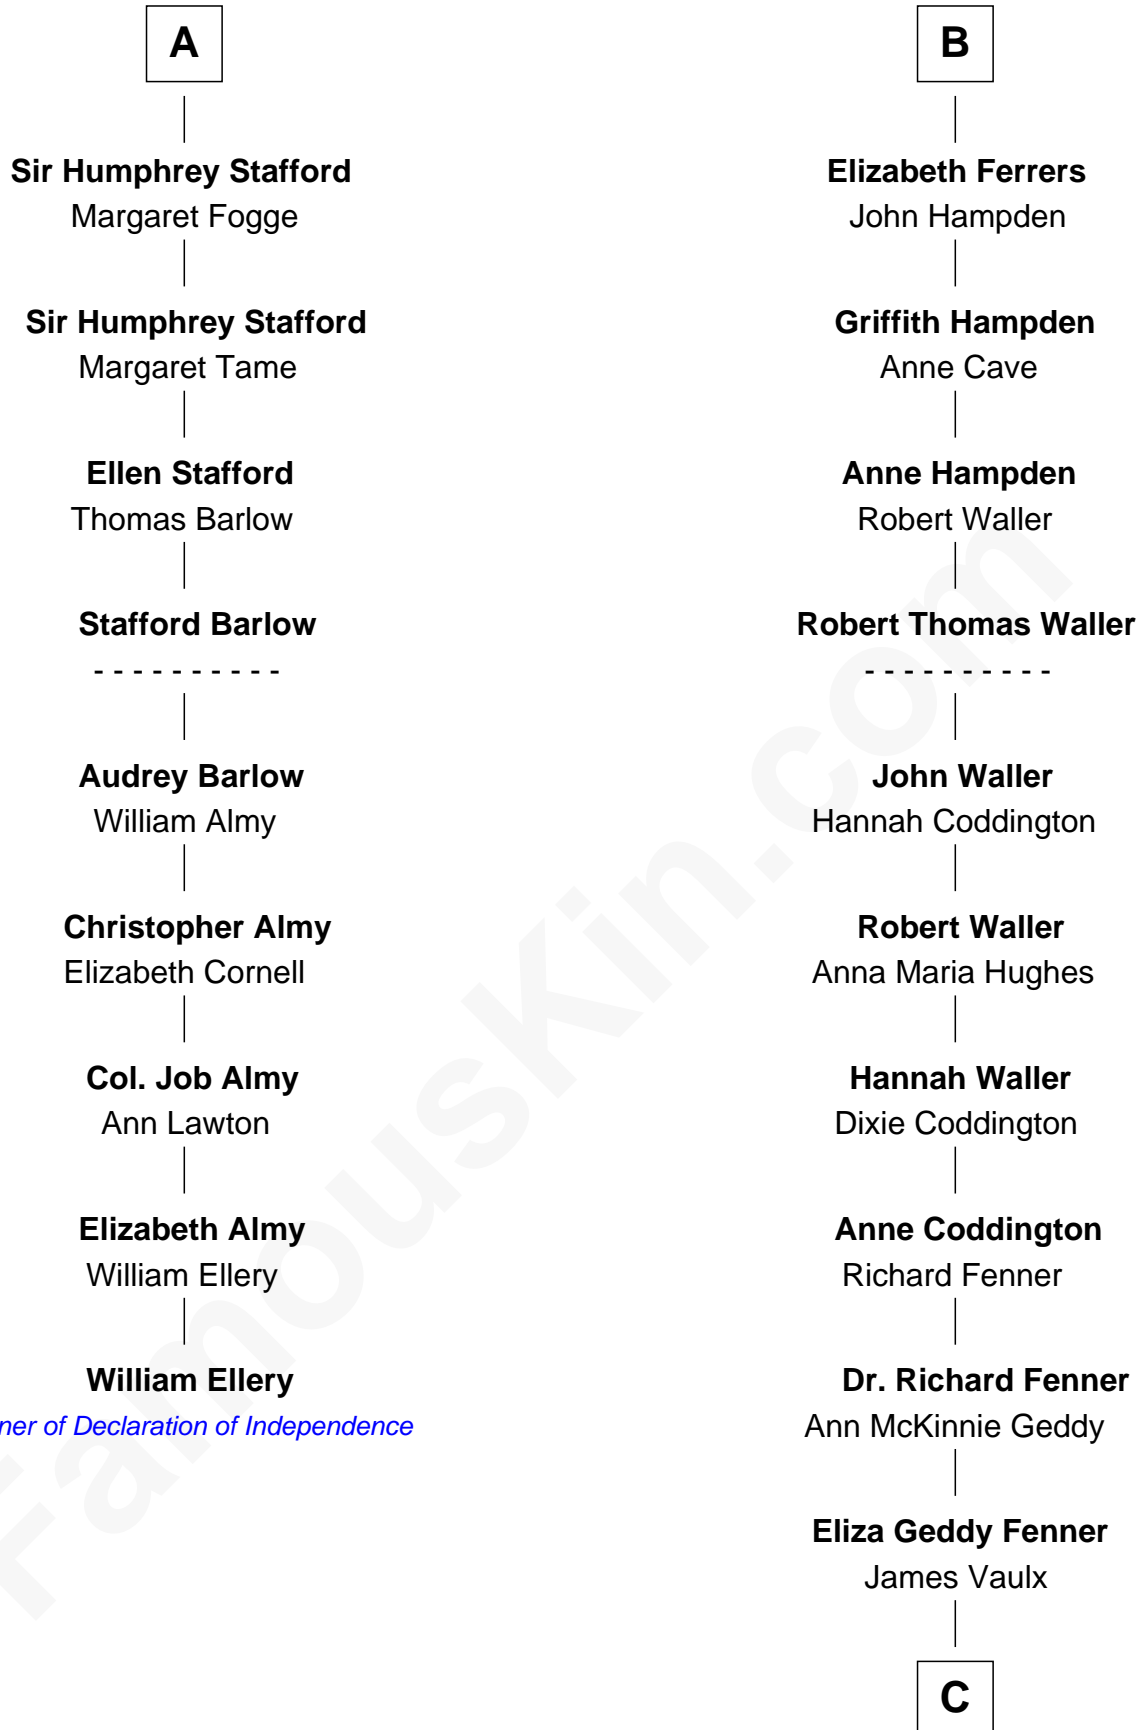 A
Sir Humphrey Stafford
Margaret Fogge
Sir Humphrey Stafford
Margaret Tame
Ellen Stafford
Thomas Barlow
Stafford Barlow
- - - - - - - - - -
Audrey Barlow
William Almy
Christopher Almy
Elizabeth Cornell
Col. Job Almy
Ann Lawton
Elizabeth Almy
William Ellery
William Ellery
ner of Declaration of Independence
B
Elizabeth Ferrers
John Hampden
Griffith Hampden
Anne Cave
Anne Hampden
Robert Waller
Robert Thomas Waller
- - - - - - - - - -
John Waller
Hannah Coddington
Robert Waller
Anna Maria Hughes
Hannah Waller
Dixie Coddington
Anne Coddington
Richard Fenner
Dr. Richard Fenner
Ann McKinnie Geddy
Eliza Geddy Fenner
James Vaulx
C
FamousKin.com